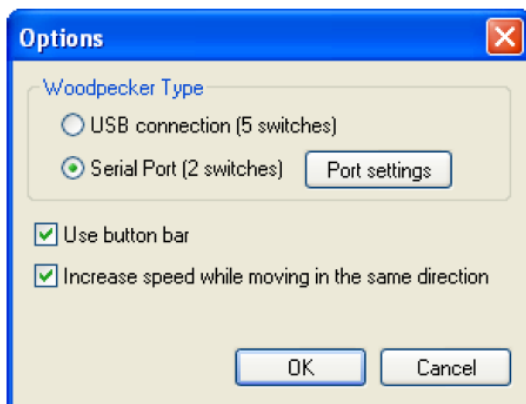 Options
Woodpecker Type
USB connection (5 switches)
Serial Port (2 switches) Port settings
Use button bar
Increase speed while moving in the same direction
OK Cancel